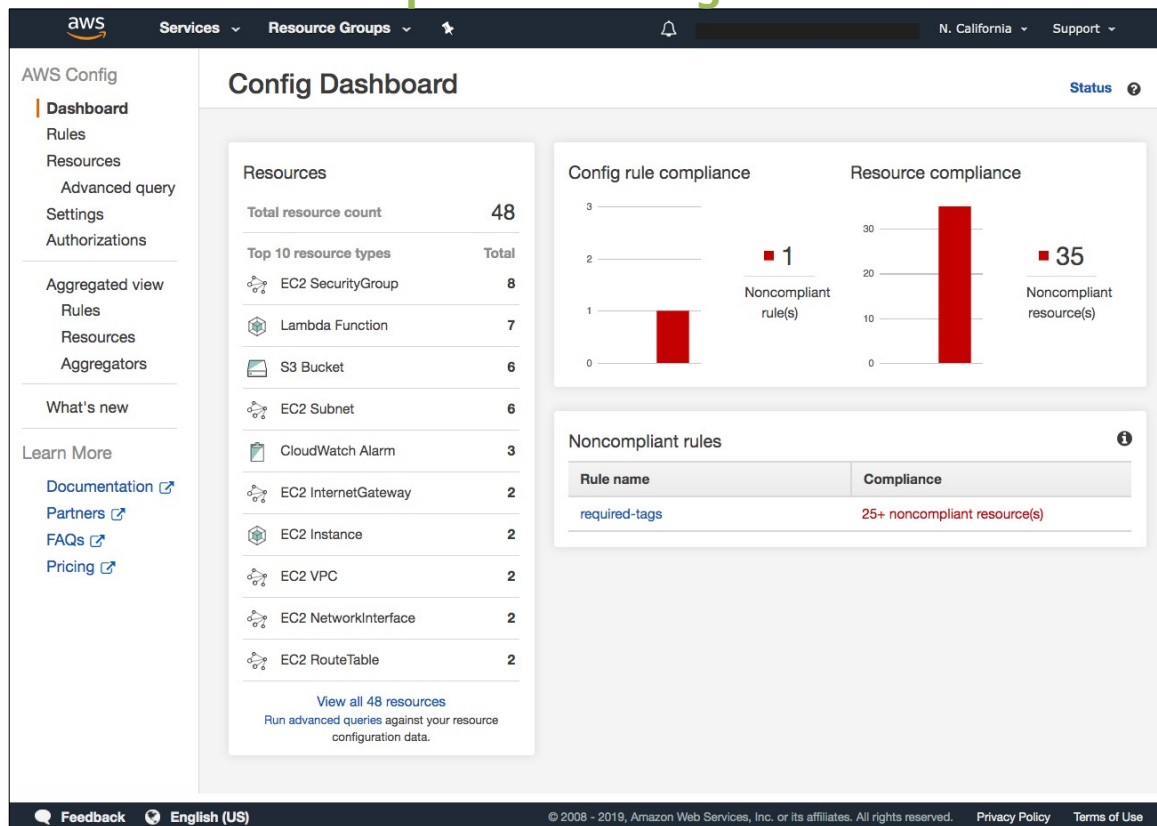 aws
Services
Resource Groups
N. California
Support
AWS Config
Dashboard
Rules
Resources
Advanced query
Settings
Authorizations
Aggregated view
Rules
Resources
Aggregators
What's new
Learn More
Documentation
Partners
FAQs
Pricing
Config Dashboard
Status
Resources
Total resource count 48
Top 10 resource types Total
EC2 SecurityGroup 8
Lambda Function 7
S3 Bucket 6
EC2 Subnet 6
CloudWatch Alarm 3
EC2 InternetGateway 2
EC2 Instance 2
EC2 VPC 2
EC2 NetworkInterface 2
EC2 RouteTable 2
View all 48 resources
Run advanced queries against your resource
configuration data.
Config rule compliance
3
2
1
0
1
Noncompliant
rule(s)
Resource compliance
30
20
10
0
35
Noncompliant
resource(s)
Noncompliant rules
Rule name Compliance
required-tags 25+ noncompliant resource(s)
Feedback
English (US)
© 2008 - 2019, Amazon Web Services, Inc. or its affiliates. All rights reserved.
Privacy Policy
Terms of Use